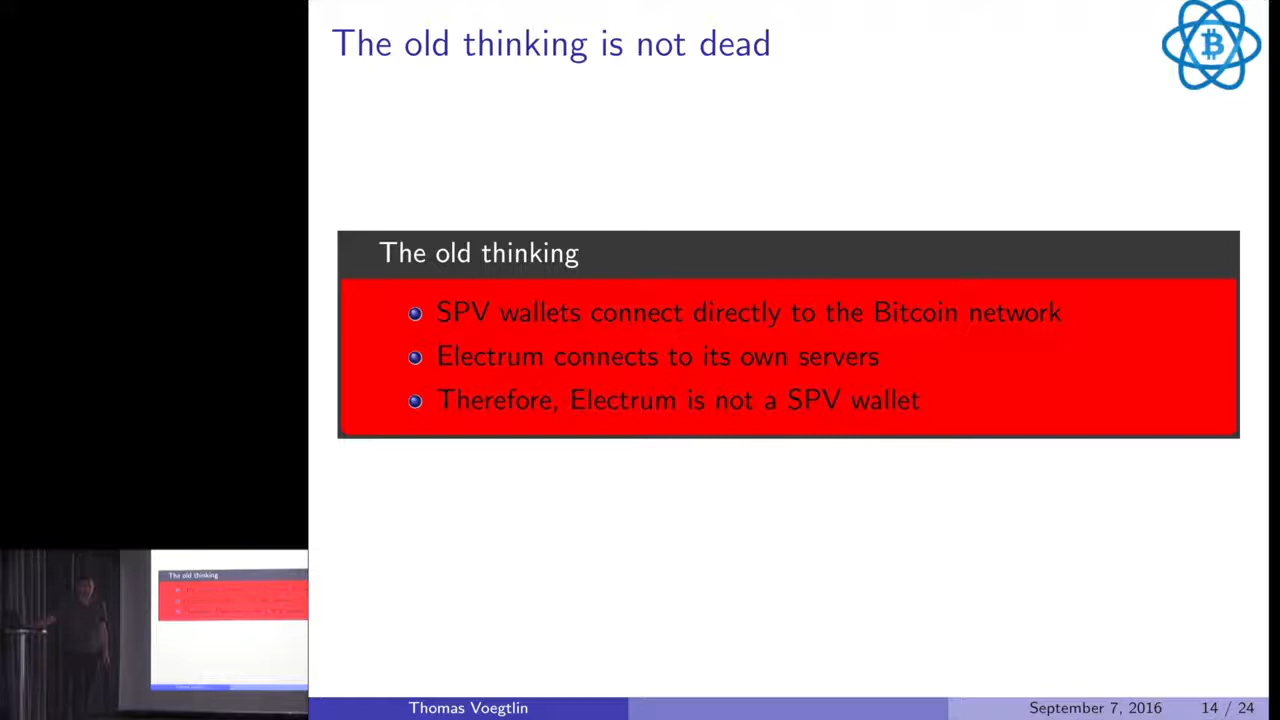 The old thinking is not dead
The old thinking
SPV wallets connect directly to the Bitcoin network
Electrum connects to its own servers
Therefore, Electrum is not a SPV wallet
The old thinking
Thomas Voegtlin
September 7, 2016
14 / 24